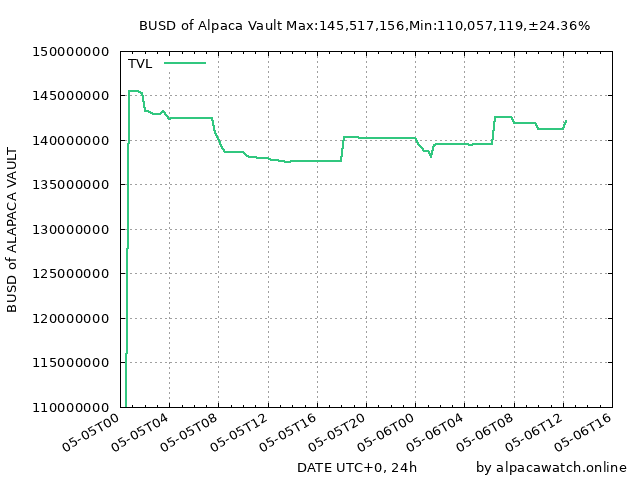 BUSD of Alpaca Vault Max:145,517,156,Min:110,057,119,±24.36%
TVL
150000000
145000000
140000000
135000000
130000000
125000000
120000000
115000000
110000000
BUSD of ALAPACA VAULT
05-05T00
05-05T04
05-05T08
05-05T12
05-05T16
05-05T20
05-06T00
05-06T04
05-06T08
05-06T12
05-06T16
DATE UTC+0, 24h
by alpacawatch.online